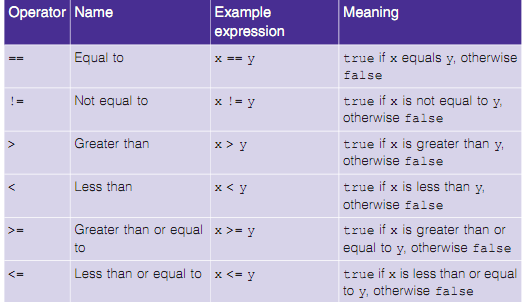 Operator Name Example expression Meaning
== Equal to x == y true if x equals y, otherwise false
!= Not equal to x != y true if x is not equal to y, otherwise false
> Greater than x > y true if x is greater than y, otherwise false
< Less than x < y true if x is less than y, otherwise false
>= Greater than or equal to x >= y true if x is greater than or equal to y, otherwise false
<= Less than or equal to x <= y true if x is less than or equal to y, otherwise false